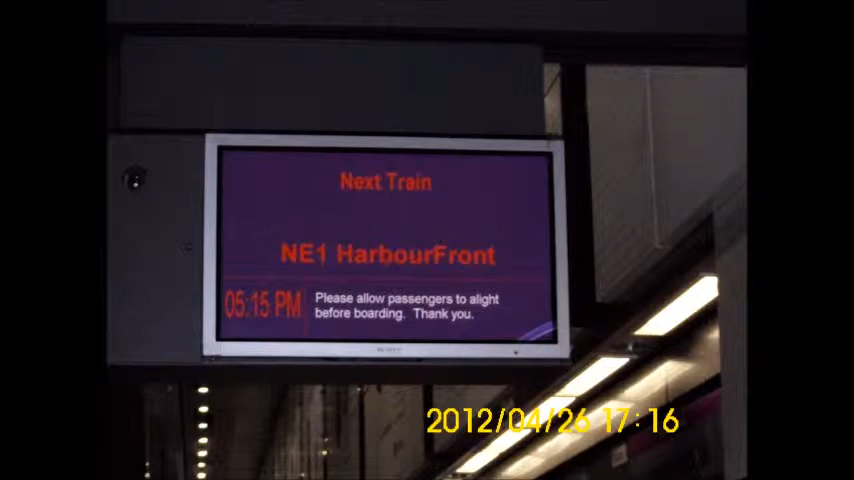 Next Train
NE1 HarbourFront
05:15 PM
Please allow passengers to alight
before boarding. Thank you.
2012/04/26 17:16